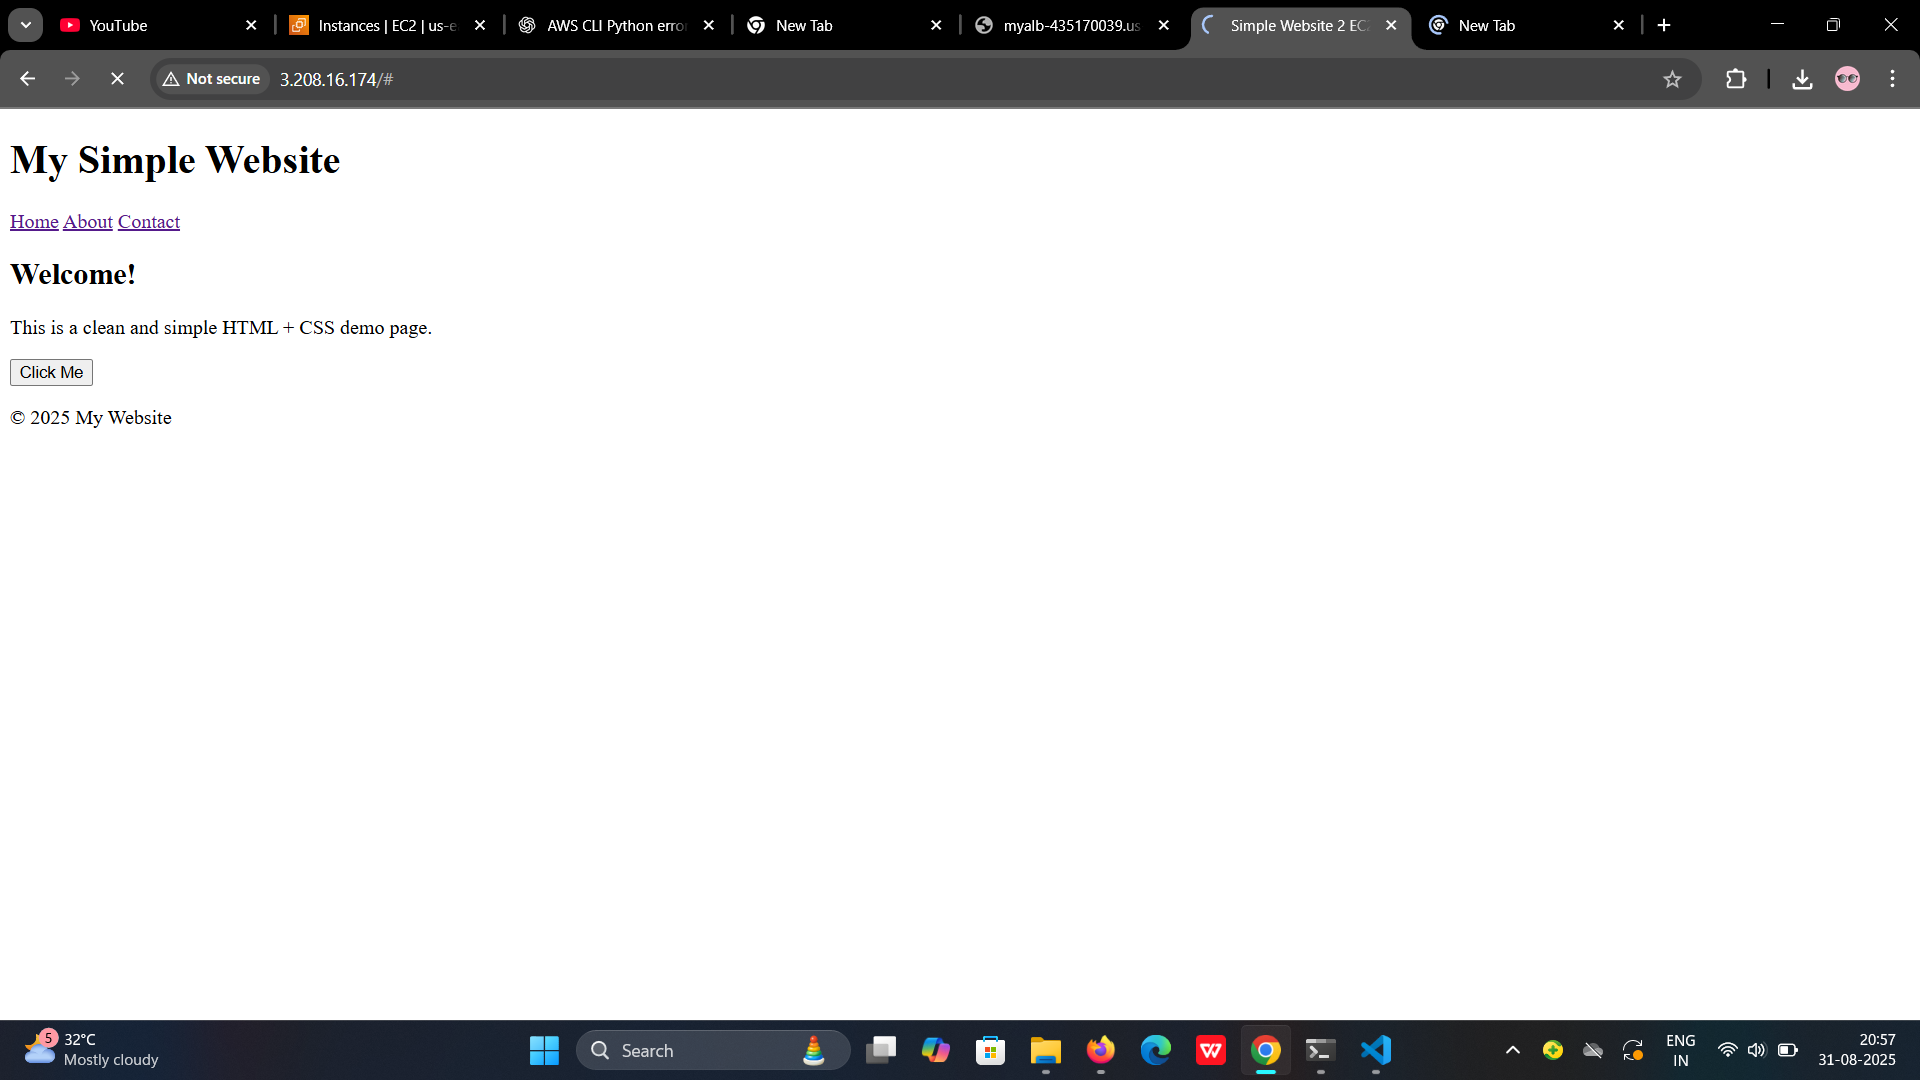 YouTube
Instances | EC2 | us-e
AWS CLI Python erro
New Tab
myalb-435170039.us
Simple Website 2 EC
New Tab
Not secure
3.208.16.174/#
My Simple Website
Home About Contact
Welcome!
This is a clean and simple HTML + CSS demo page.
Click Me
© 2025 My Website
5
32°C
Mostly cloudy
Search
ENG
IN
20:57
31-08-2025